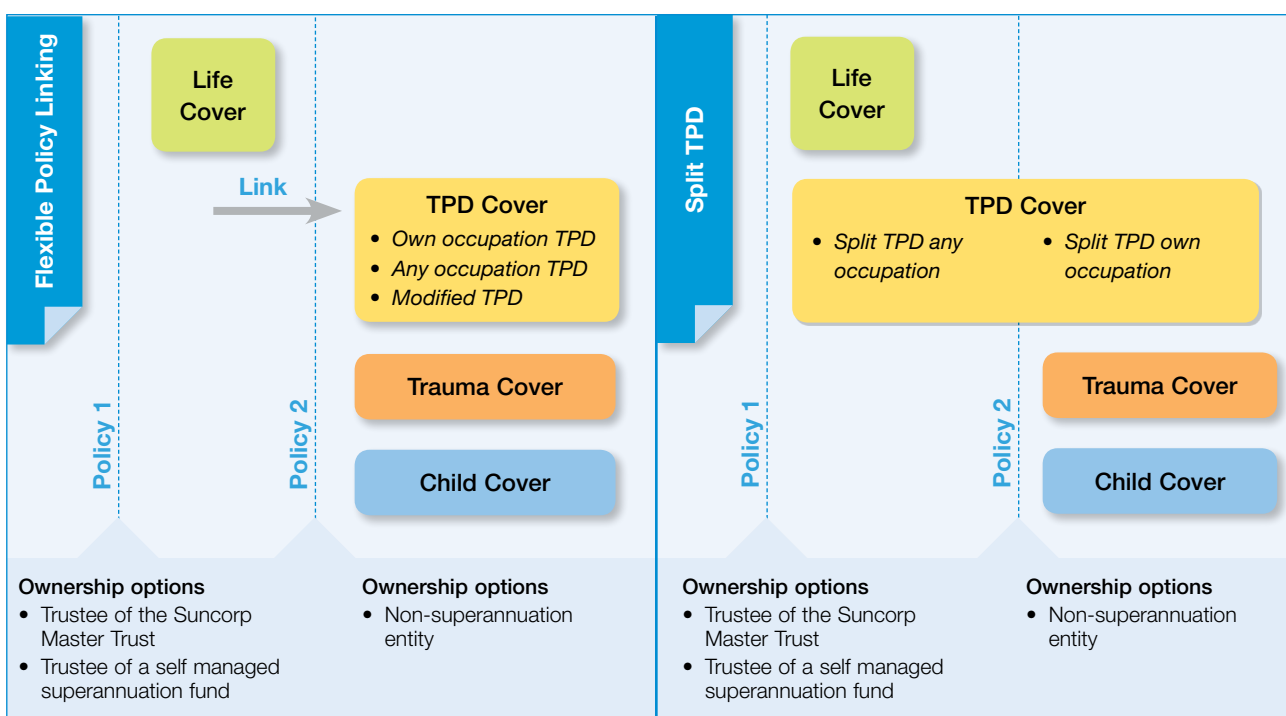 Flexible Policy Linking
Policy 1
Life
Cover
Link
Policy 2
TPD Cover
• Own occupation TPD
• Any occupation TPD
• Modified TPD
Trauma Cover
Child Cover
Ownership options
• Trustee of the Suncorp
Master Trust
• Trustee of a self managed
superannuation fund
Ownership options
• Non-superannuation
entity
Split TPD
Policy 1
Life
Cover
TPD Cover
• Split TPD any
occupation
• Split TPD own
occupation
Policy 2
Trauma Cover
Child Cover
Ownership options
• Trustee of the Suncorp
Master Trust
• Trustee of a self managed
superannuation fund
Ownership options
• Non-superannuation
entity